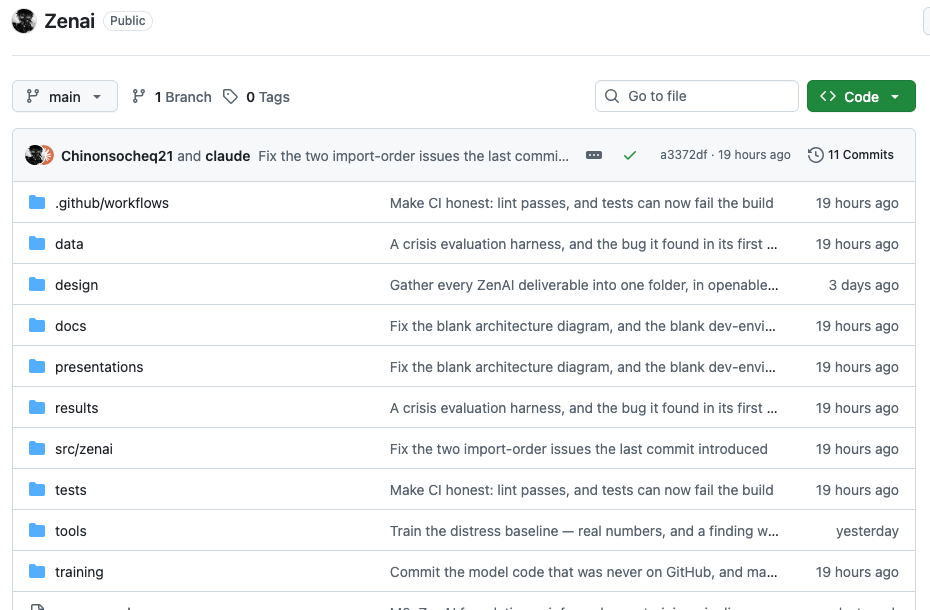 Zenai Public
main 1 Branch 0 Tags Go to file Code
Chinonsocheq21 and claude Fix the two import-order issues the last commi... a3372df · 19 hours ago 11 Commits
.github/workflows Make CI honest: lint passes, and tests can now fail the build 19 hours ago
data A crisis evaluation harness, and the bug it found in its first ... 19 hours ago
design Gather every ZenAI deliverable into one folder, in openable... 3 days ago
docs Fix the blank architecture diagram, and the blank dev-envi... 19 hours ago
presentations Fix the blank architecture diagram, and the blank dev-envi... 19 hours ago
results A crisis evaluation harness, and the bug it found in its first ... 19 hours ago
src/zenai Fix the two import-order issues the last commit introduced 19 hours ago
tests Make CI honest: lint passes, and tests can now fail the build 19 hours ago
tools Train the distress baseline — real numbers, and a finding w... yesterday
training Commit the model code that was never on GitHub, and ma... 19 hours ago